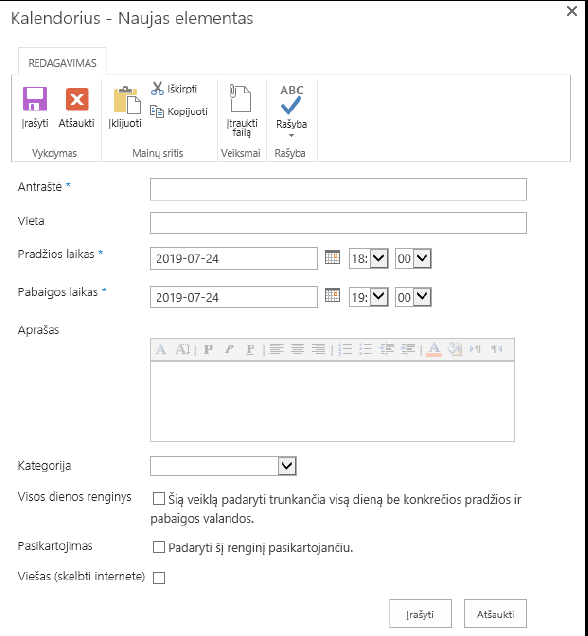 Kalendorius - Naujas elementas
REDAGAVIMAS
Įrašyti
Atšaukti
Įklijuoti
Iškirpti
Kopijuoti
Įtraukti
failą
ABC
Rašyba
Vykdymas
Mainų sritis
Veiksmai
Rašyba
Antraštė *
Vieta
Pradžios laikas *
2019-07-24
18:
00
Pabaigos laikas *
2019-07-24
19:
00
Aprašas
A A P P P A
Kategorija
Visos dienos renginys
Šią veiklą padaryti trunkančia visą dieną be konkrečios pradžios ir
pabaigos valandos.
Pasikartojimas
Padaryti šį renginį pasikartojančiu.
Viešas (skelbti internete)
Įrašyti
Atšaukti